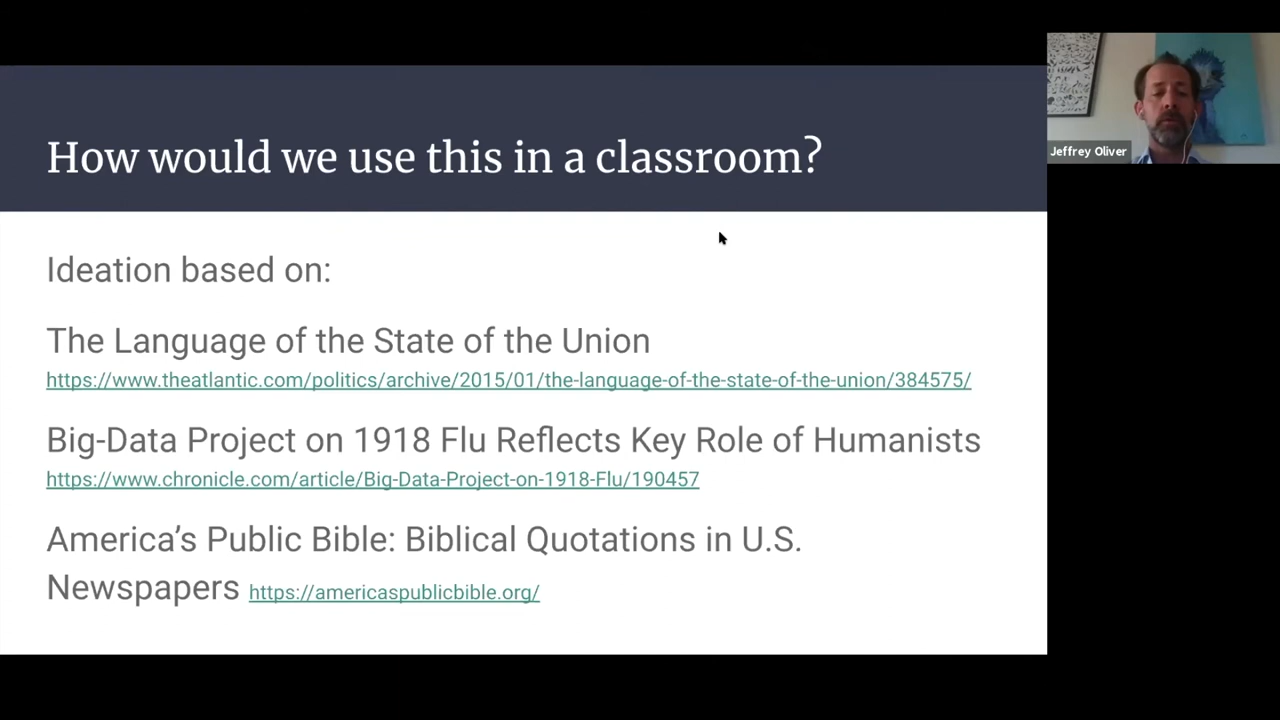 How would we use this in a classroom?
Jeffrey Oliver
Ideation based on:
The Language of the State of the Union
https://www.theatlantic.com/politics/archive/2015/01/the-language-of-the-state-of-the-union/384575/
Big-Data Project on 1918 Flu Reflects Key Role of Humanists
https://www.chronicle.com/article/Big-Data-Project-on-1918-Flu/190457
America’s Public Bible: Biblical Quotations in U.S.
Newspapers https://americaspublicbible.org/